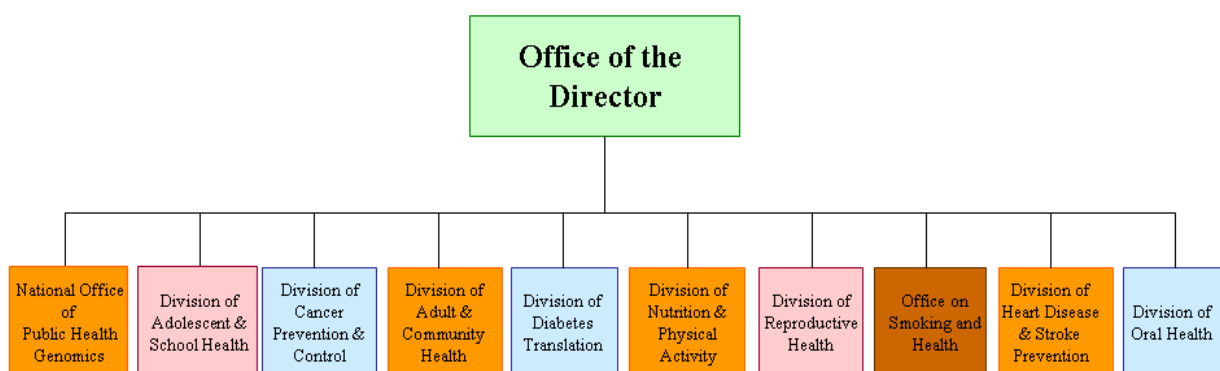 Office of the
Director
National Office
of
Public Health
Genomics
Division of
Adolescent &
School Health
Division of
Cancer
Prevention &
Control
Division of
Adult &
Community
Health
Division of
Diabetes
Translation
Division of
Nutrition &
Physical
Activity
Division of
Reproductive
Health
Office on
Smoking and
Health
Division of
Heart Disease
& Stroke
Prevention
Division of
Oral Health